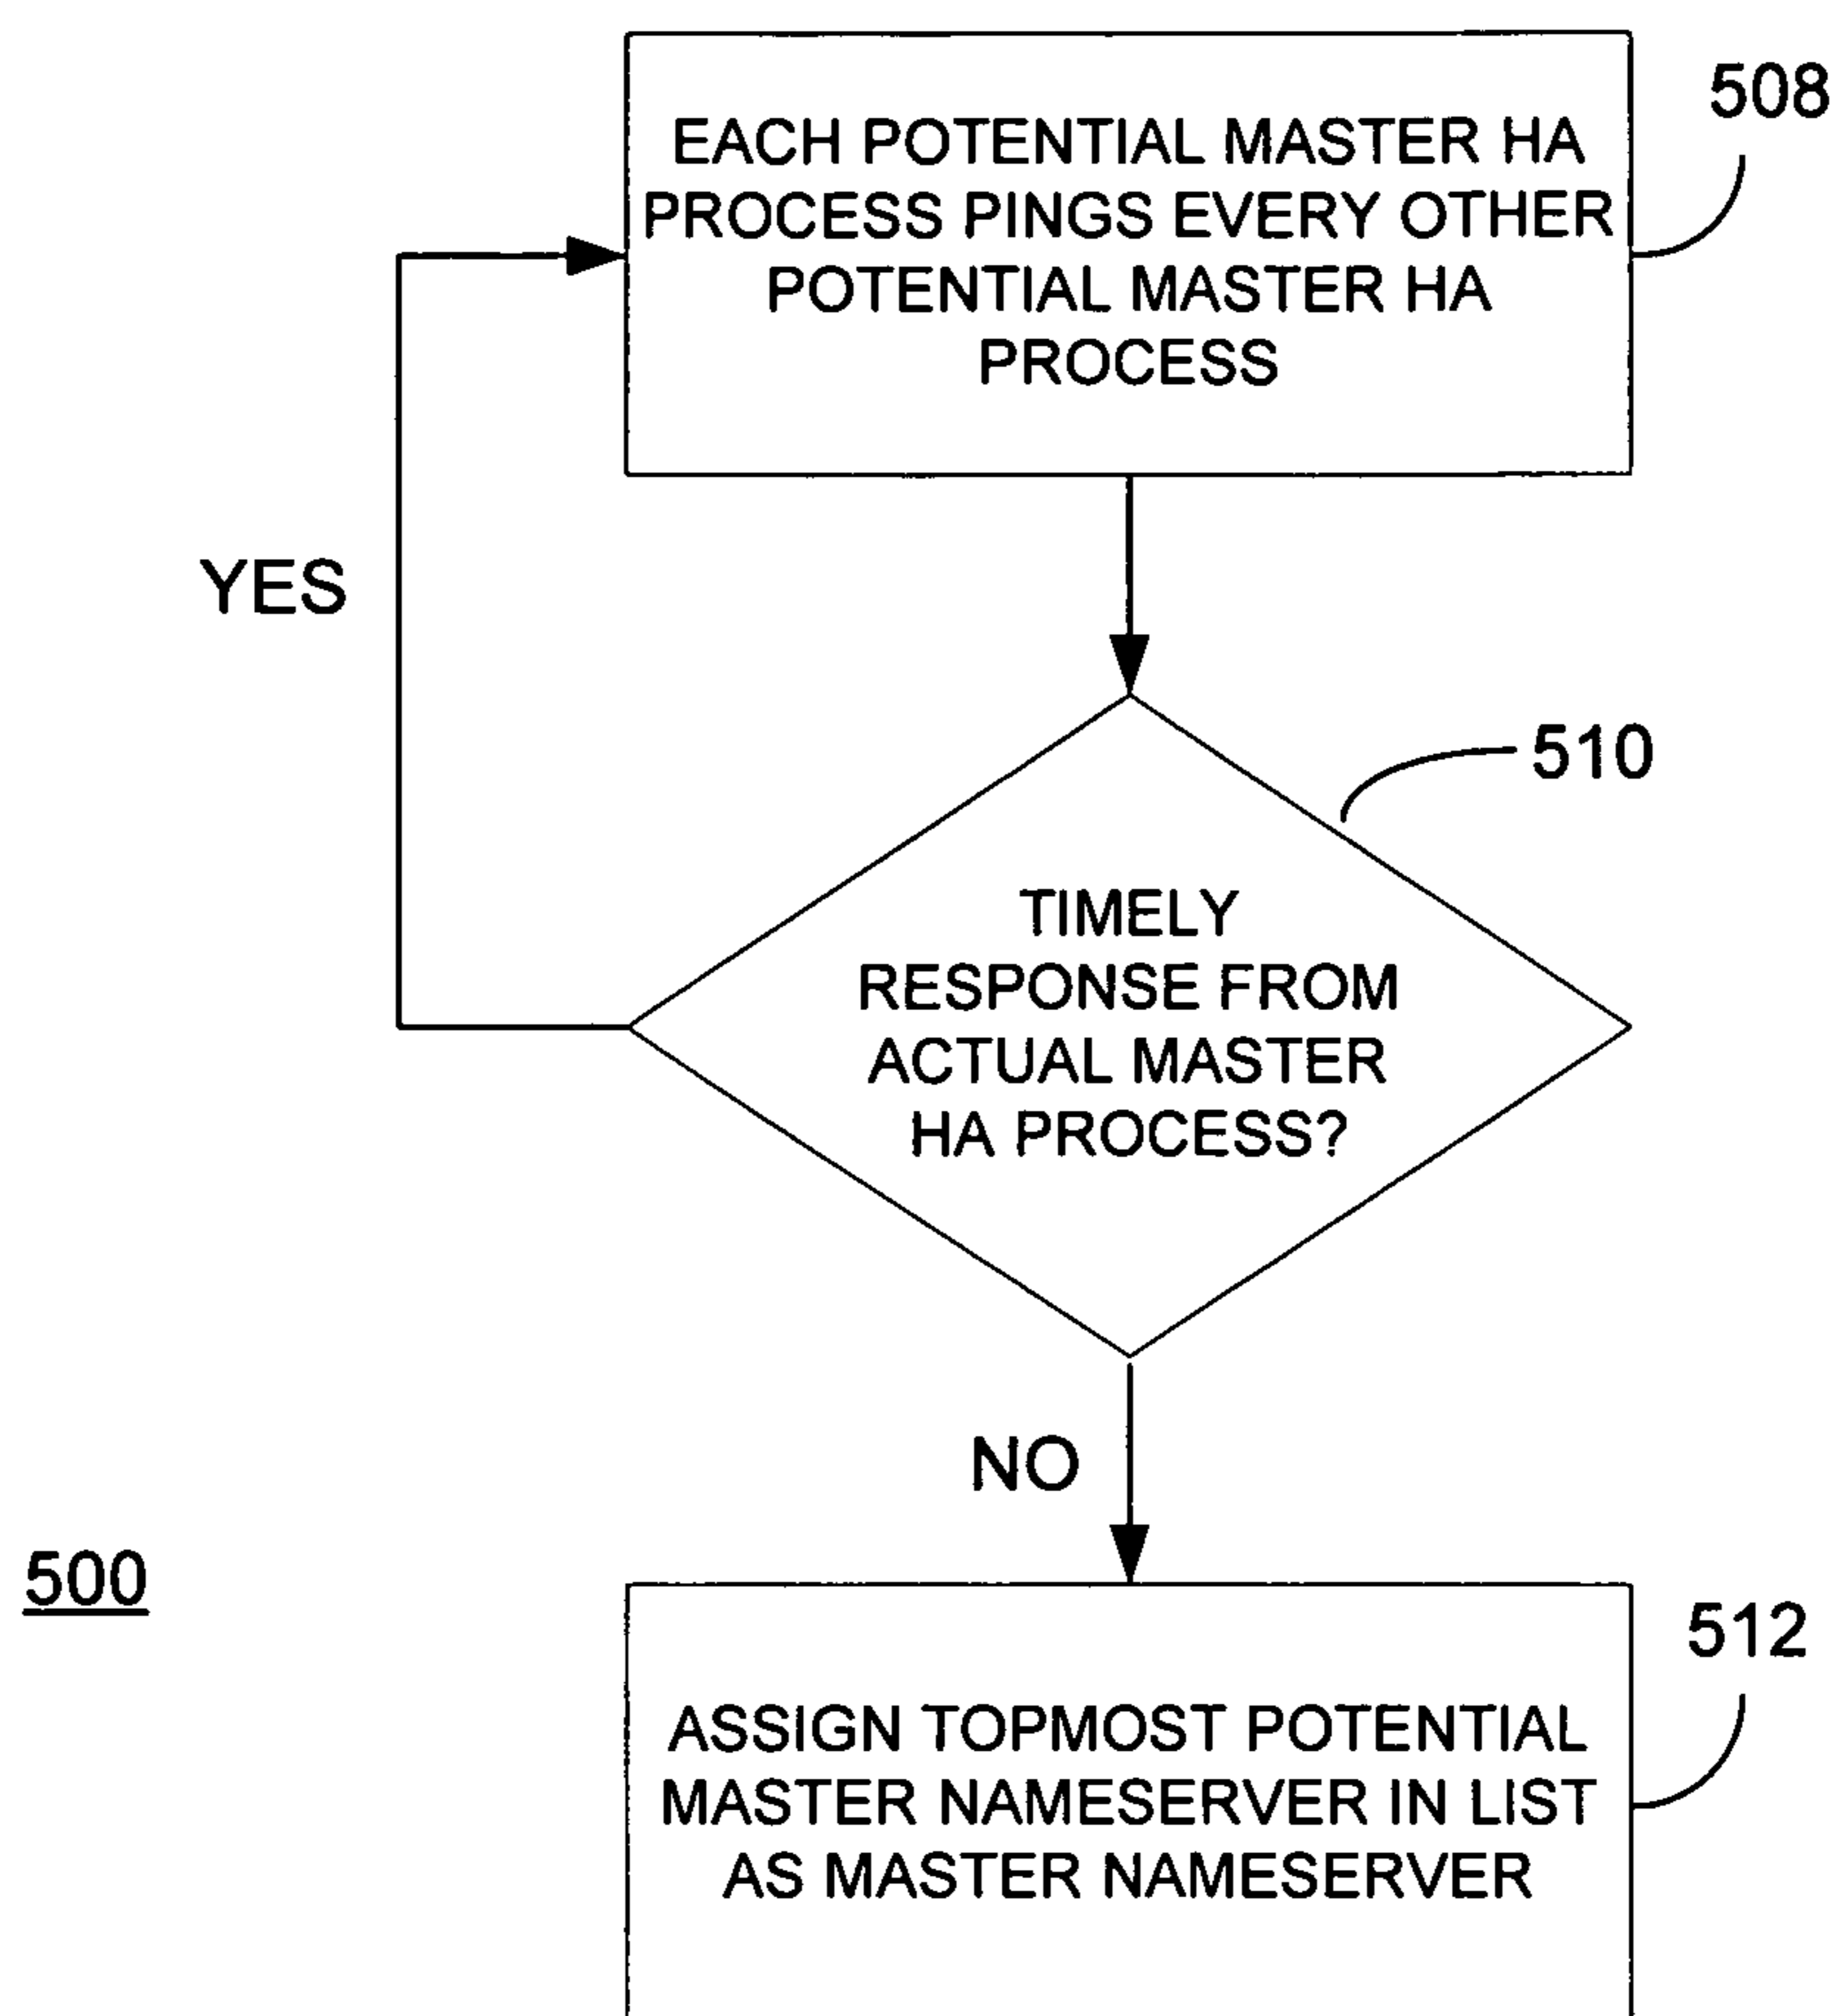 EACH POTENTIAL MASTER HA
PROCESS PINGS EVERY OTHER
POTENTIAL MASTER HA
PROCESS
508
YES
510
TIMELY
RESPONSE FROM
ACTUAL MASTER
HA PROCESS?
NO
500
512
ASSIGN TOPMOST POTENTIAL
MASTER NAMESERVER IN LIST
AS MASTER NAMESERVER